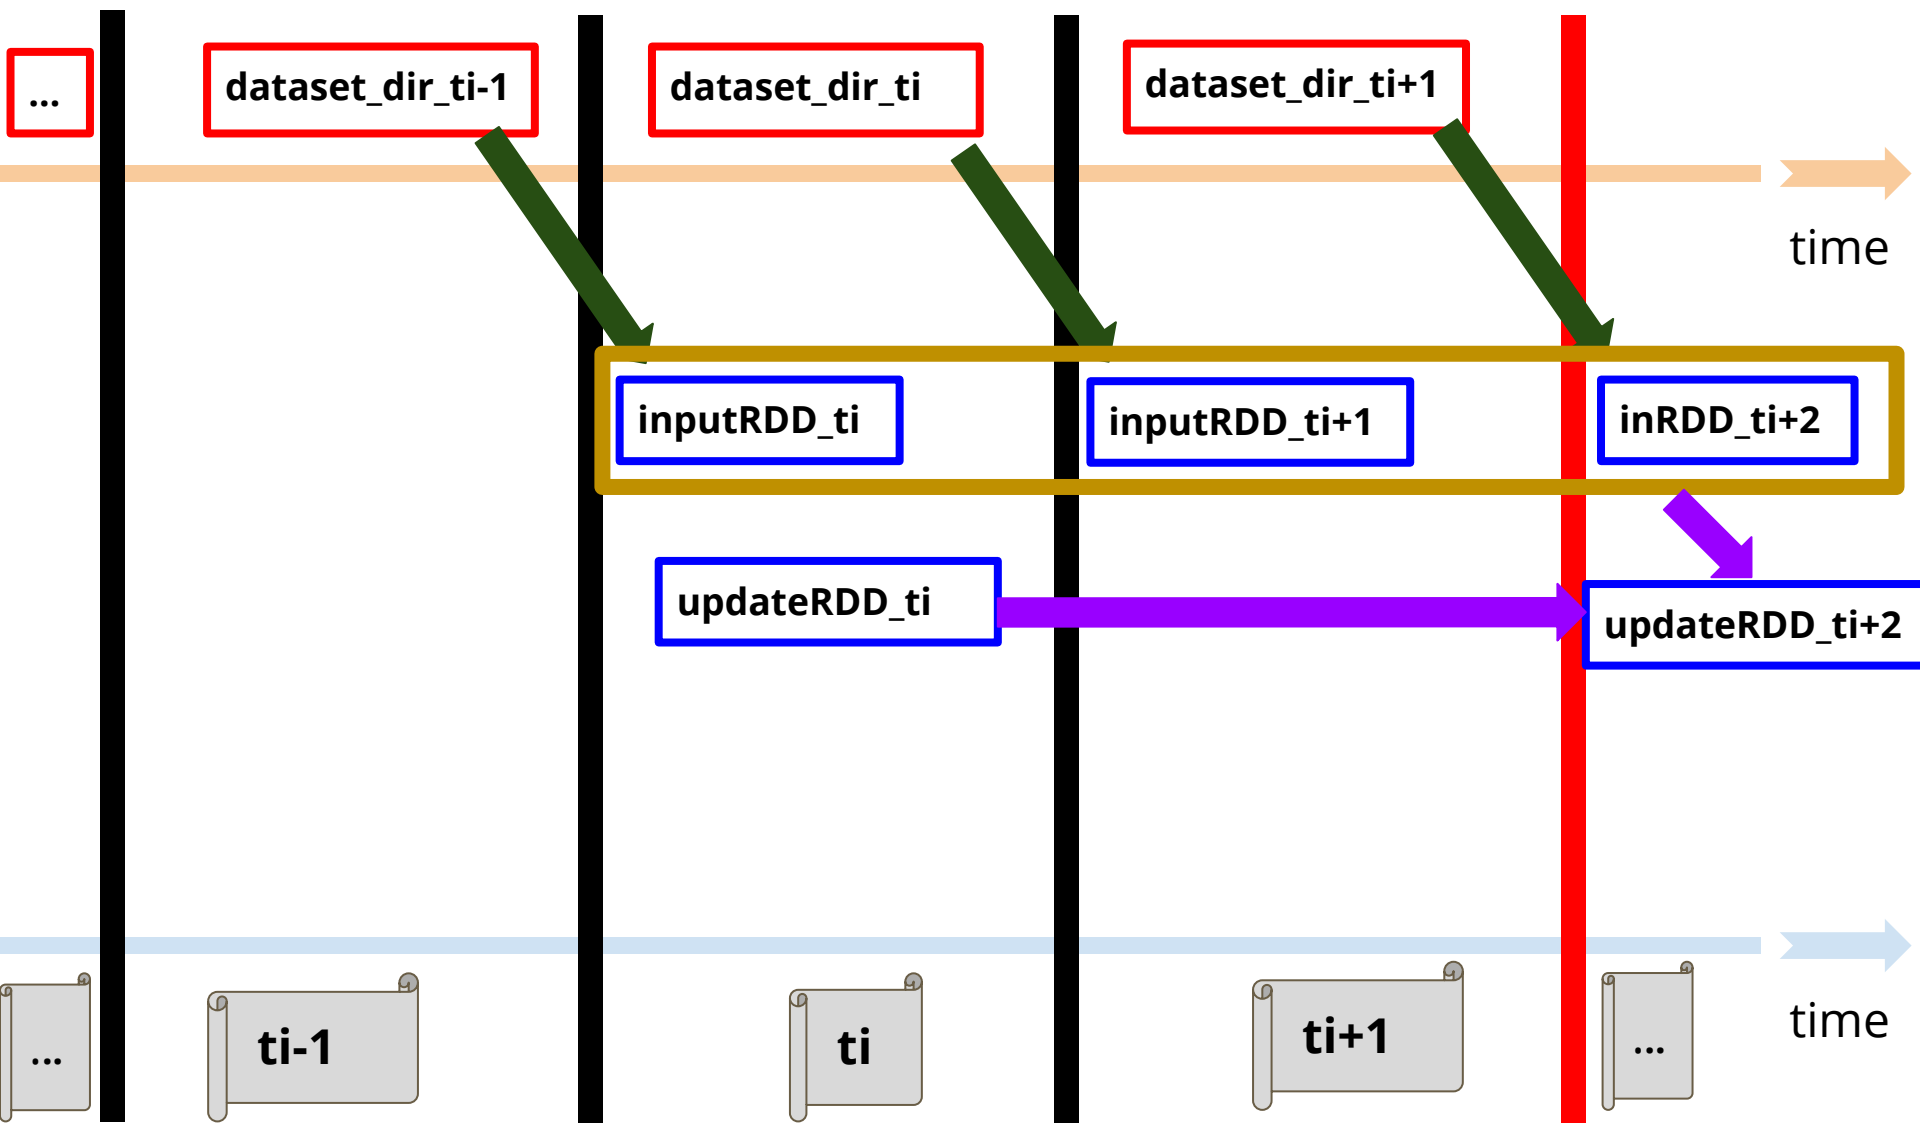 ...
dataset_dir_ti-1
dataset_dir_ti
dataset_dir_ti+1
time
inputRDD_ti
inputRDD_ti+1
inRDD_ti+2
updateRDD_ti
updateRDD_ti+2
...
ti-1
ti
ti+1
...
time